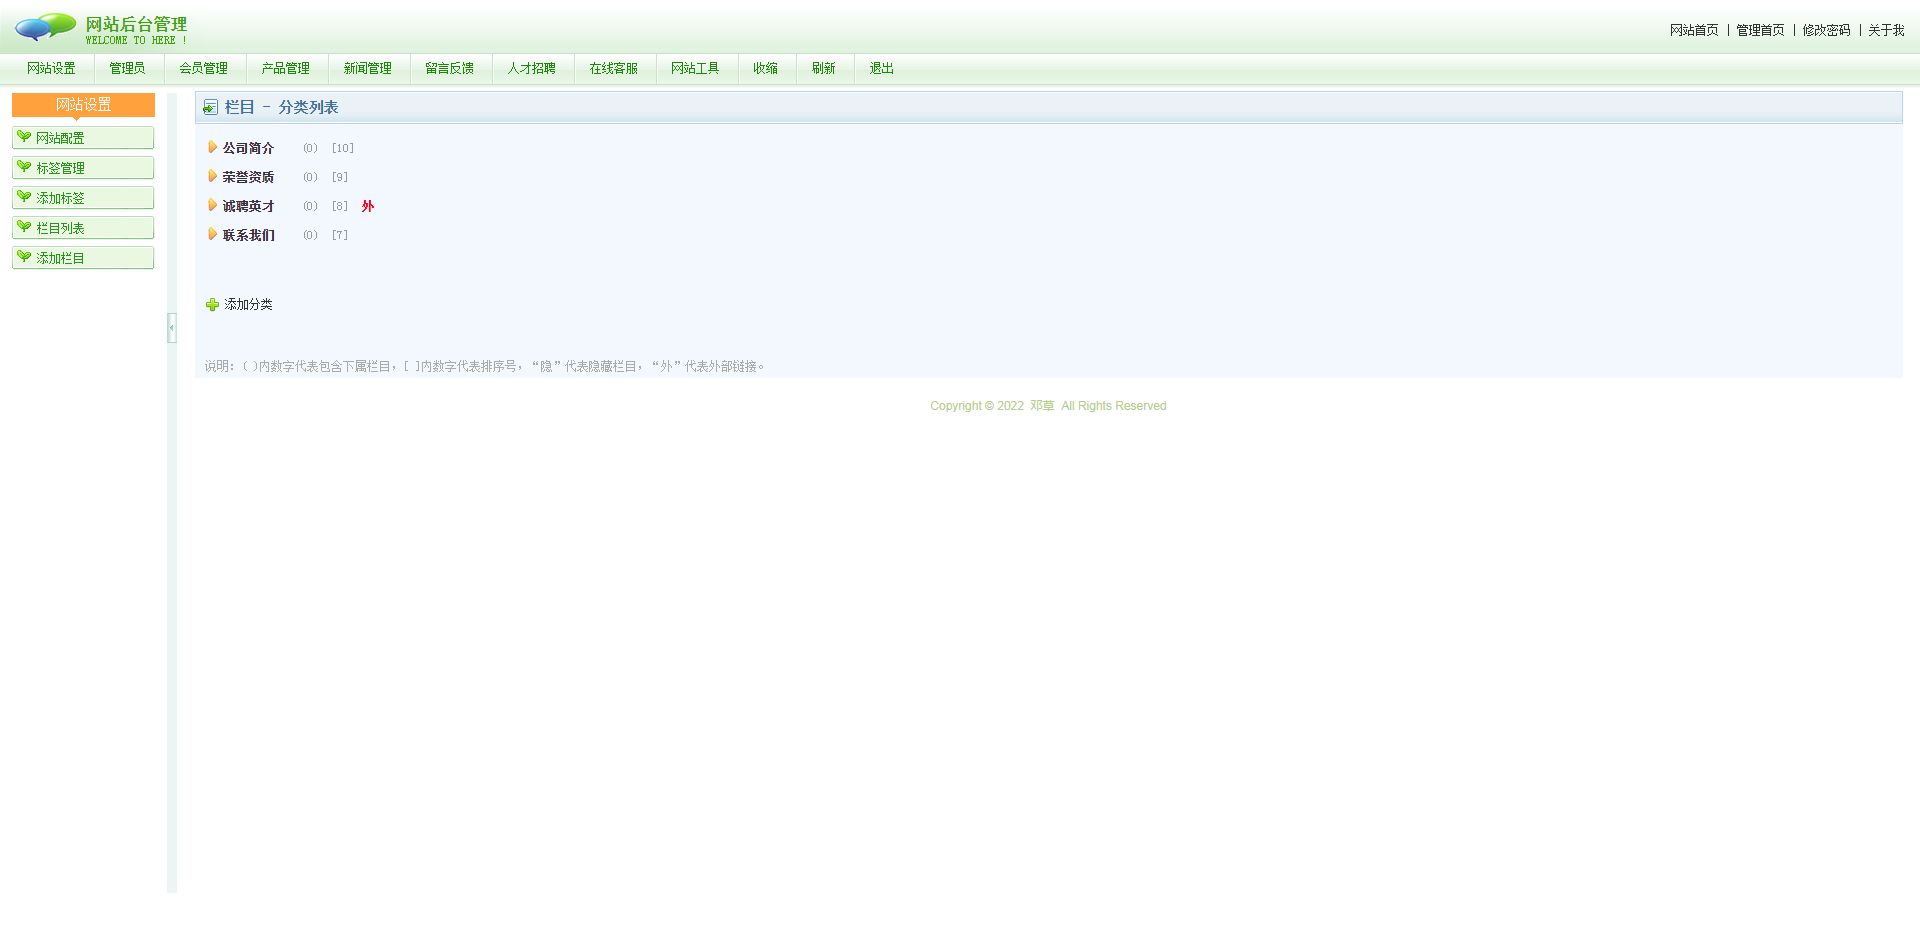 网站后台管理
WELCOME TO HERE !
网站首页 | 管理首页 | 修改密码 | 关于我
网站设置 管理员 会员管理 产品管理 新闻管理 留言反馈 人才招聘 在线客服 网站工具 收缩 刷新 退出
网站设置
网站配置
标签管理
添加标签
栏目列表
添加栏目
栏目 - 分类列表
公司简介 (0) [10]
荣誉资质 (0) [9]
诚聘英才 (0) [8] 外
联系我们 (0) [7]
添加分类
说明：( )内数字代表包含下属栏目，[ ]内数字代表排序号，“隐”代表隐藏栏目，“外”代表外部链接。
Copyright © 2022 邓草 All Rights Reserved